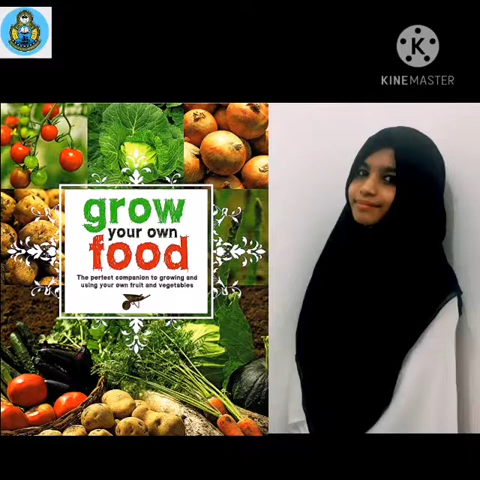 KINEMASTER
grow
your own
food
The perfect companion to growing and
using your own fruit and vegetables